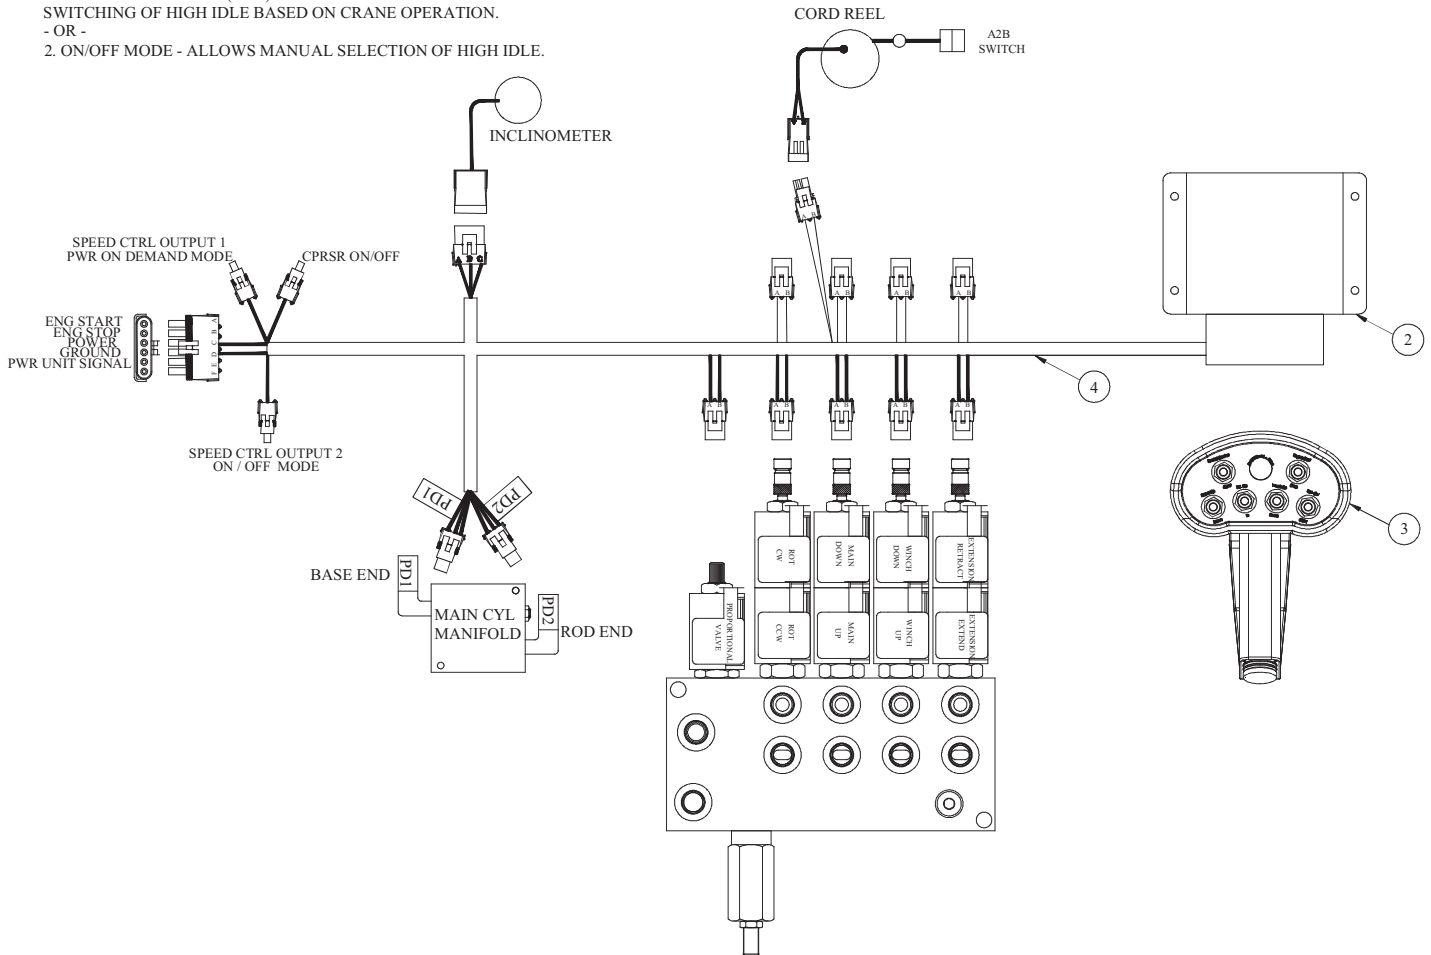 SWITCHING OF HIGH IDLE BASED ON CRANE OPERATION.
- OR -
2. ON/OFF MODE - ALLOWS MANUAL SELECTION OF HIGH IDLE.
CORD REEL
A2B
SWITCH
INCLINOMETER
SPEED CTRL OUTPUT 1
PWR ON DEMAND MODE
CPRSR ON/OFF
A B C
A B
A B
A B
A B
A B
ENG START
ENG STOP
POWER
GROUND
PWR UNIT SIGNAL
A
B
C
D
E
F
2
4
A B
A B
A B
A B
A B
SPEED CTRL OUTPUT 2
ON / OFF MODE
PD1
PD2
3
BASE END
PD1
MAIN CYL
MANIFOLD
PD2
ROD END
ROT
CW
MAIN
DOWN
WINCH
DOWN
EXTENSION
RETRACT
PROPORTIONAL
VALVE
ROT
CCW
MAIN
UP
WINCH
UP
EXTENSION
EXTEND